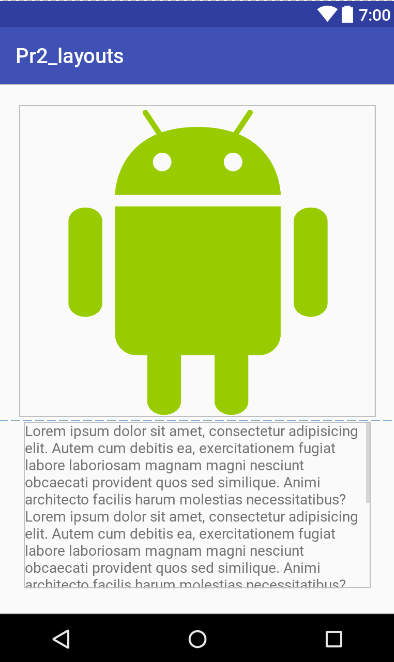 7:00
Pr2_layouts
Lorem ipsum dolor sit amet, consectetur adipisicing
elit. Autem cum debitis ea, exercitationem fugiat
labore laboriosam magnam magni nesciunt
obcaecati provident quos sed similique. Animi
architecto facilis harum molestias necessitatibus?
Lorem ipsum dolor sit amet, consectetur adipisicing
elit. Autem cum debitis ea, exercitationem fugiat
labore laboriosam magnam magni nesciunt
obcaecati provident quos sed similique. Animi
architecto facilis harum molestias necessitatibus?